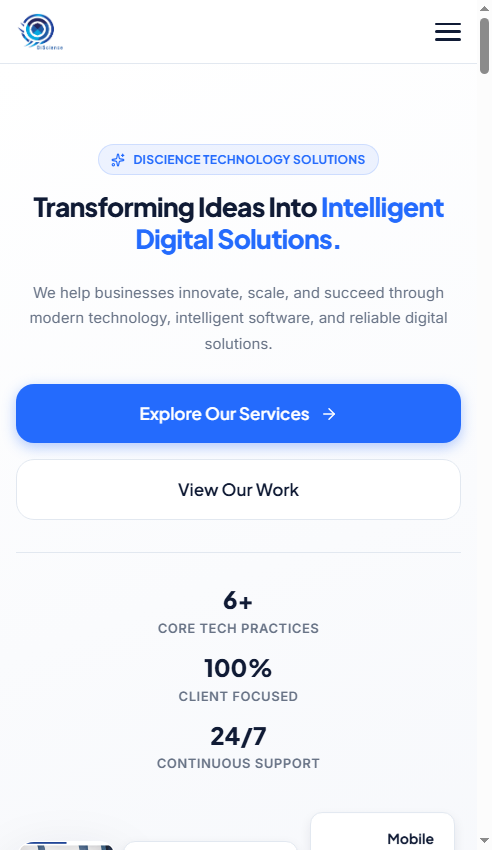 DiScience
DISCIENCE TECHNOLOGY SOLUTIONS
Transforming Ideas Into Intelligent
Digital Solutions.
We help businesses innovate, scale, and succeed through
modern technology, intelligent software, and reliable digital
solutions.
Explore Our Services
View Our Work
6+
CORE TECH PRACTICES
100%
CLIENT FOCUSED
24/7
CONTINUOUS SUPPORT
Mobile